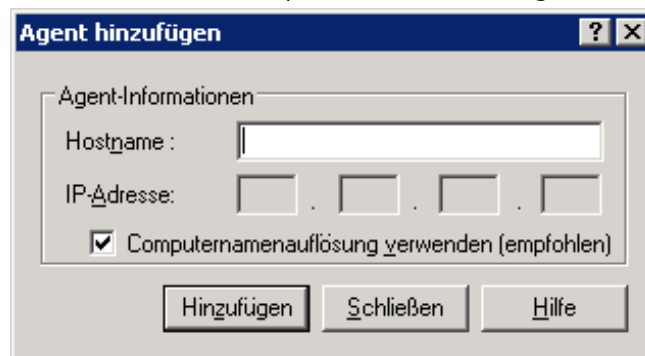 Agent hinzufügen
Agent-Informationen
Hostname :
IP-Adresse:
. . .
Computernamenauflösung verwenden (empfohlen)
Hinzufügen Schließen Hilfe